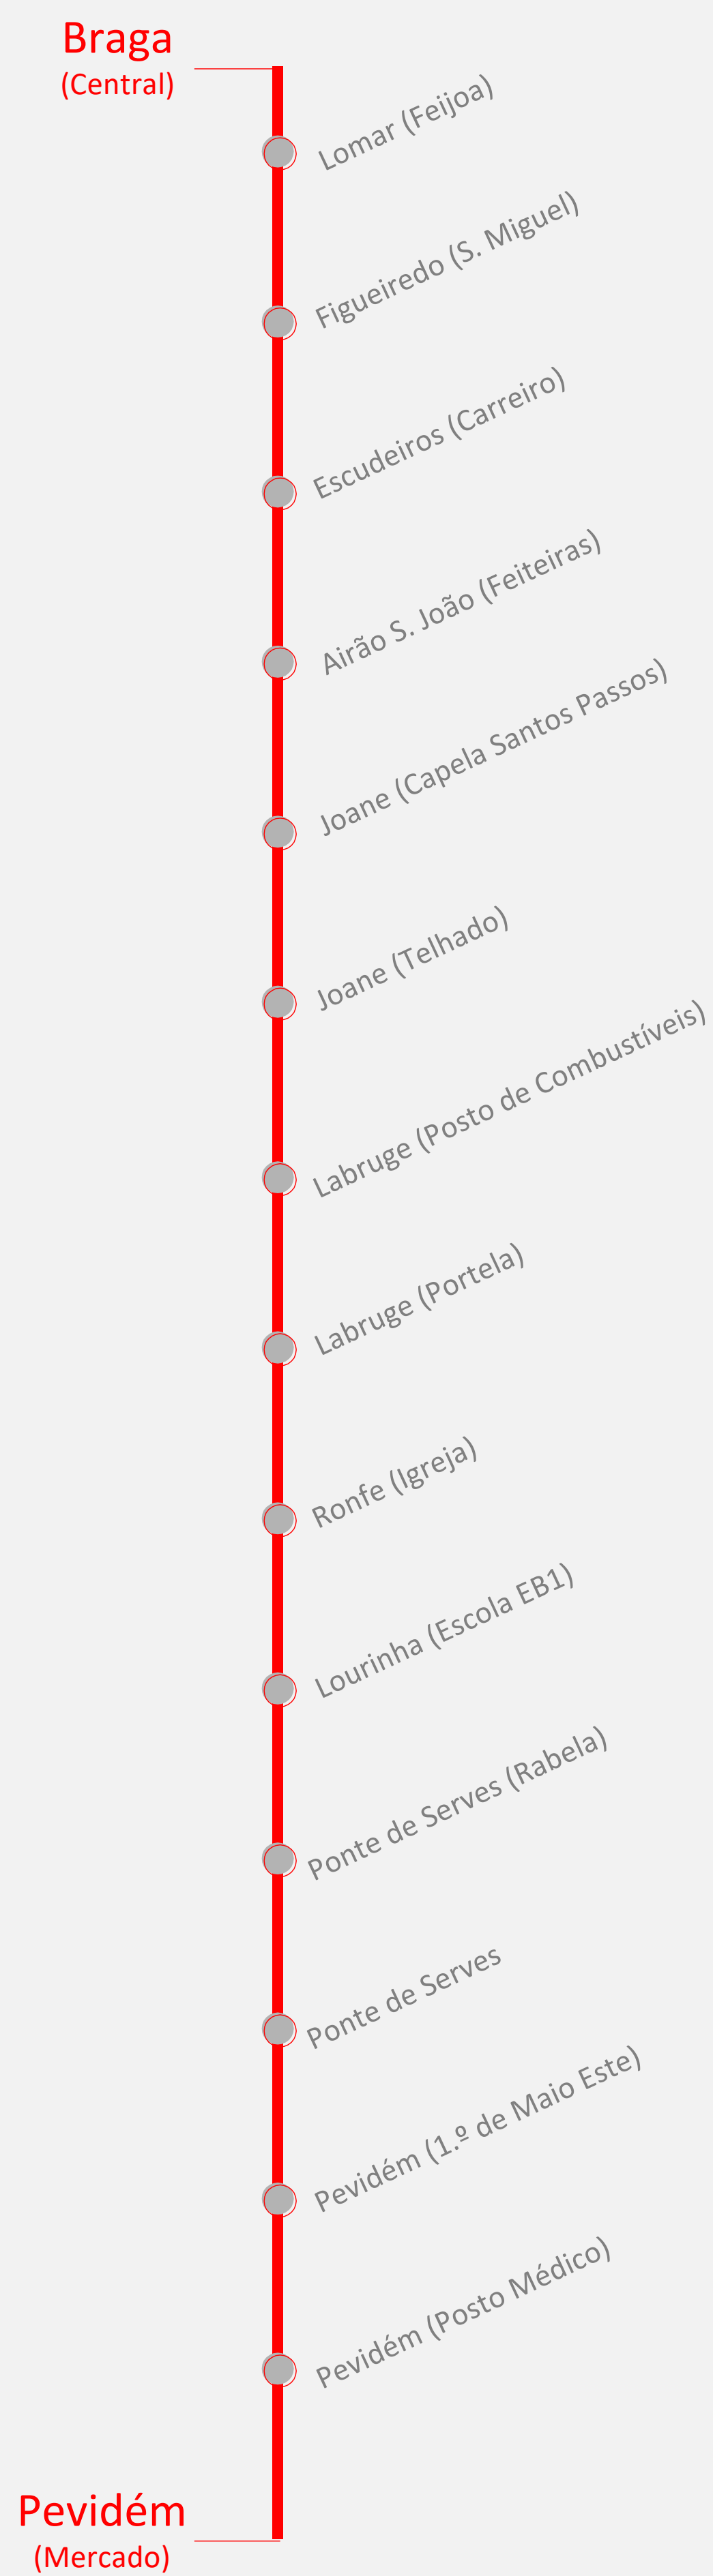 Braga
(Central)
Lomar (Feijoa)
Figueiredo (S. Miguel)
Escudeiros (Carreiro)
Airão S. João (Feiteiras)
Joane (Capela Santos Passos)
Joane (Telhado)
Labruge (Posto de Combustíveis)
Labruge (Portela)
Ronfe (Igreja)
Lourinha (Escola EB1)
Ponte de Serves (Rabela)
Ponte de Serves
Pevidém (1.º de Maio Este)
Pevidém (Posto Médico)
Pevidém
(Mercado)